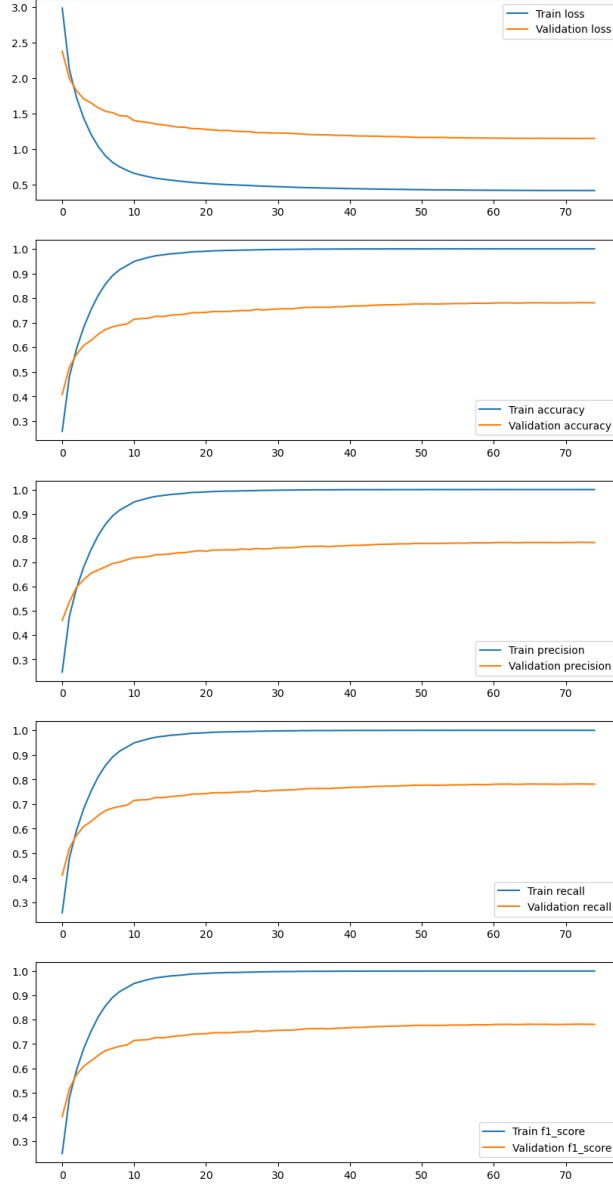 3.0
2.5
2.0
1.5
1.0
0.5
Train loss
Validation loss
0 10 20 30 40 50 60 70
1.0
0.9
0.8
0.7
0.6
0.5
0.4
0.3
Train accuracy
Validation accuracy
0 10 20 30 40 50 60 70
1.0
0.9
0.8
0.7
0.6
0.5
0.4
0.3
Train precision
Validation precision
0 10 20 30 40 50 60 70
1.0
0.9
0.8
0.7
0.6
0.5
0.4
0.3
Train recall
Validation recall
0 10 20 30 40 50 60 70
1.0
0.9
0.8
0.7
0.6
0.5
0.4
0.3
Train f1_score
Validation f1_score
0 10 20 30 40 50 60 70